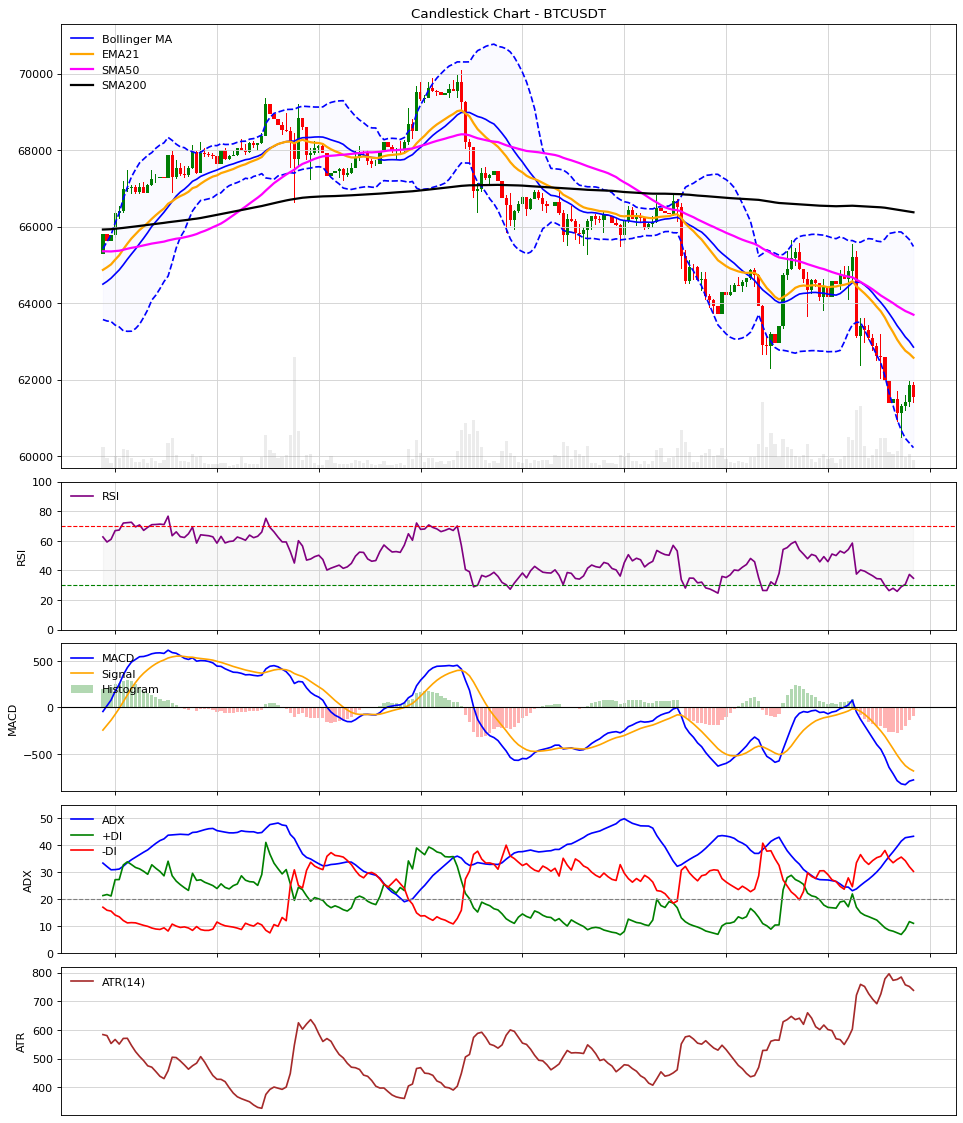 Candlestick Chart - BTCUSDT
Bollinger MA
EMA21
SMA50
SMA200
70000
68000
66000
64000
62000
60000
RSI
100
80
60
40
20
0
RSI
MACD
Signal
Histogram
500
0
−500
MACD
ADX
+DI
-DI
50
40
30
20
10
0
ADX
ATR(14)
800
700
600
500
400
ATR